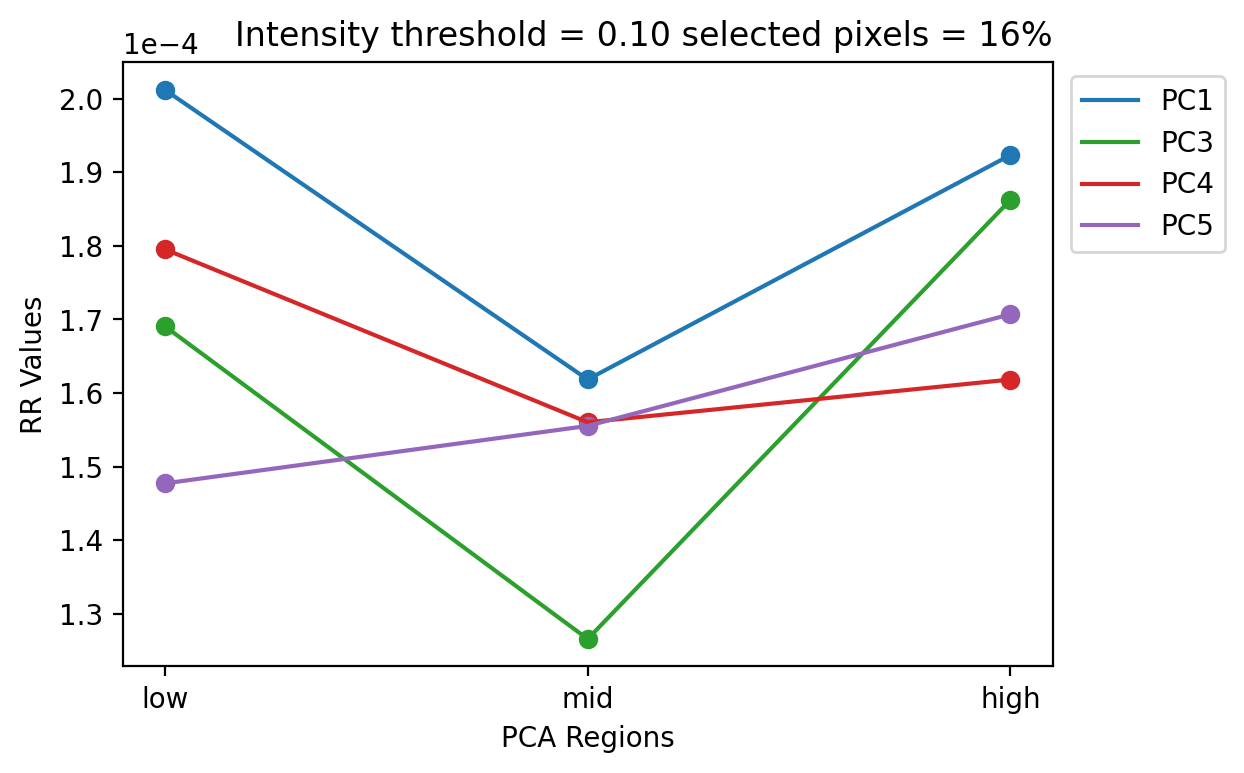 Intensity threshold = 0.10 selected pixels = 16%
1e−4
2.0
1.9
1.8
1.7
1.6
1.5
1.4
1.3
RR Values
low
mid
high
PCA Regions
PC1
PC3
PC4
PC5